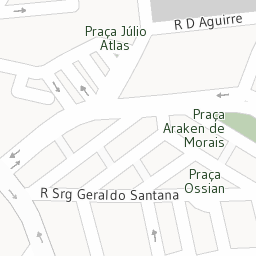 R D Aguirre
Praça Júlio
Atlas
Praça
Araken de
Morais
Praça
Ossian
R Srg Geraldo Santana